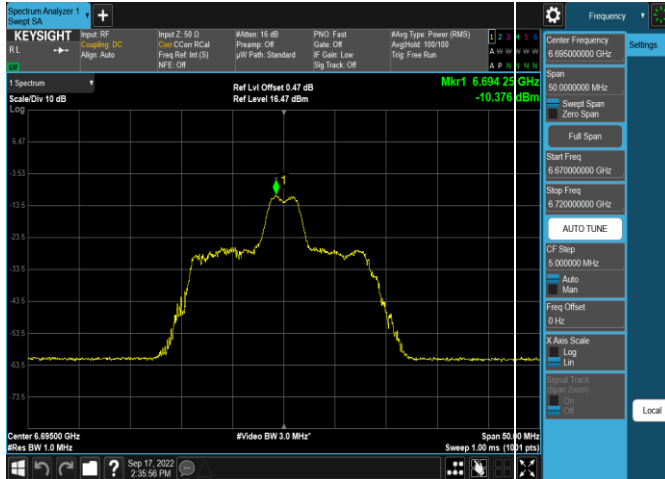 Spectrum Analyzer 1
Swept SA
Frequency
KEYSIGHT
R L
Input: RF
Coupling: DC
Align: Auto
Input Z: 50 Ω
Corr CCorr RCal
Freq Ref: Int (S)
NFE: Off
#Atten: 16 dB
Preamp: Off
µW Path: Standard
PNO: Fast
Gate: Off
IF Gain: Low
Sig Track: Off
#Avg Type: Power (RMS)
Avg|Hold: 100/100
Trig: Free Run
1 2 3 4 5 6
A W W W W W
A P N N N N
1 Spectrum
Scale/Div 10 dB
Log
Ref Lvl Offset 0.47 dB
Ref Level 16.47 dBm
Mkr1 6.694 25 GHz
-10.376 dBm
6.47
-3.53
-13.5
-23.5
-33.5
-43.5
-53.5
-63.5
-73.5
1
Center 6.69500 GHz
#Res BW 1.0 MHz
#Video BW 3.0 MHz*
Span 50.00 MHz
Sweep 1.00 ms (1001 pts)
Sep 17, 2022
2:35:56 PM
Center Frequency
6.695000000 GHz
Settings
Span
50.0000000 MHz
Swept Span
Zero Span
Full Span
Start Freq
6.670000000 GHz
Stop Freq
6.720000000 GHz
AUTO TUNE
CF Step
5.000000 MHz
Auto
Man
Freq Offset
0 Hz
X Axis Scale
Log
Lin
Signal Track
(Span Zoom)
On
Off
Local